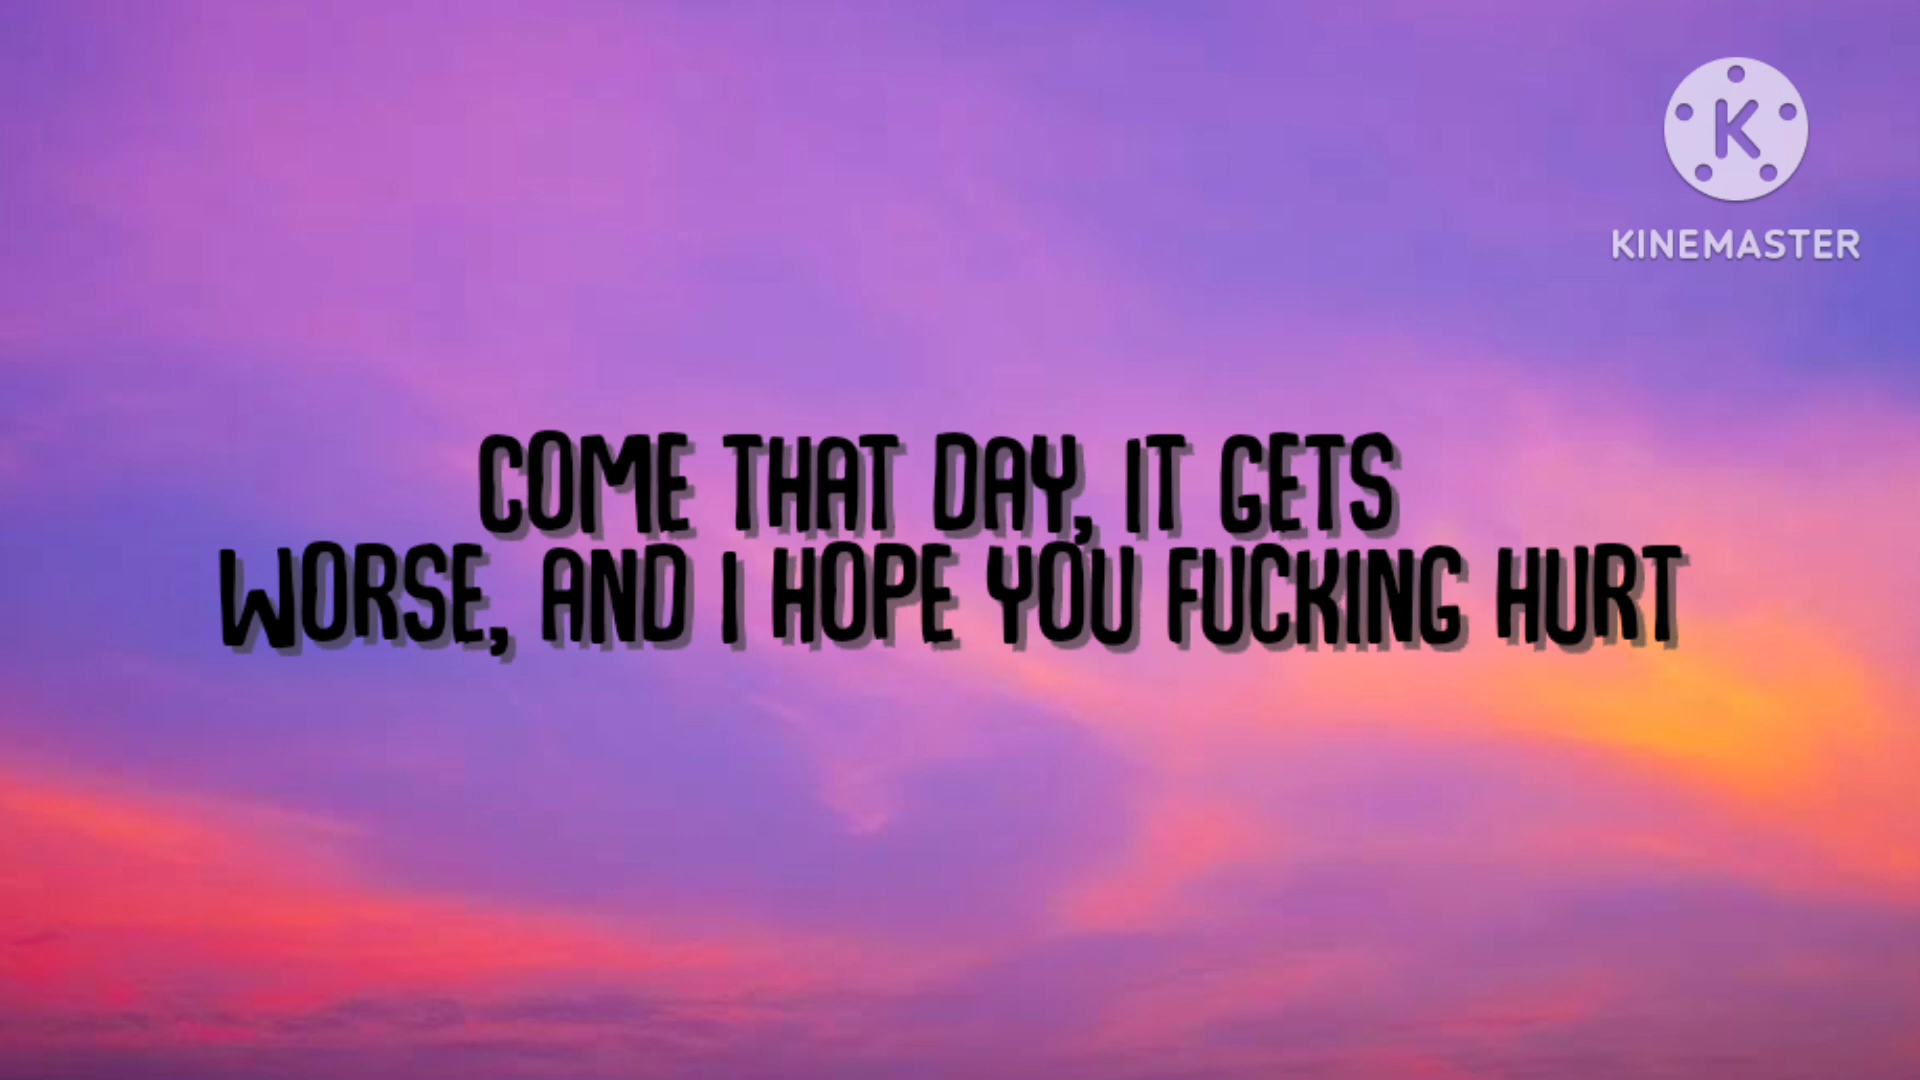 K
KINEMASTER
COME THAT DAY, IT GETS
WORSE, AND I HOPE YOU FUCKING HURT